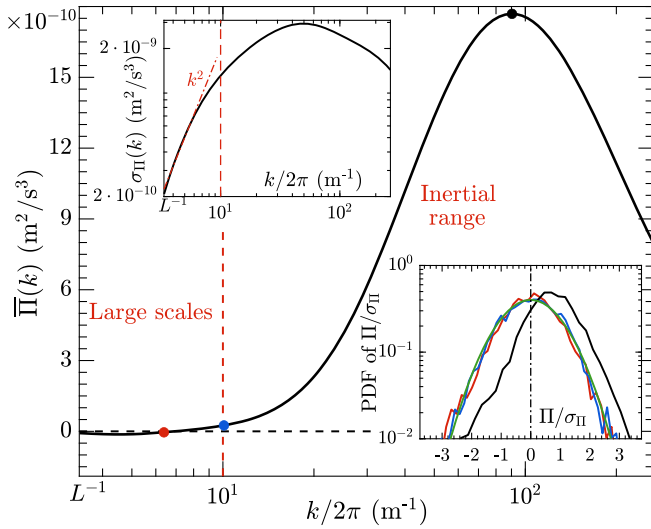 ×10⁻¹⁰
15
10
6
3
0
Π̅(k) (m²/s³)
L⁻¹
10¹
10²
k/2π (m⁻¹)
Large scales
Inertial
range
2 · 10⁻⁹
2 · 10⁻¹⁰
σ_Π(k) (m²/s³)
k²
k/2π (m⁻¹)
L⁻¹
10¹
10²
10⁰
10⁻¹
10⁻²
PDF of Π/σ_Π
Π/σ_Π
-3 -2 -1 0 1 2 3